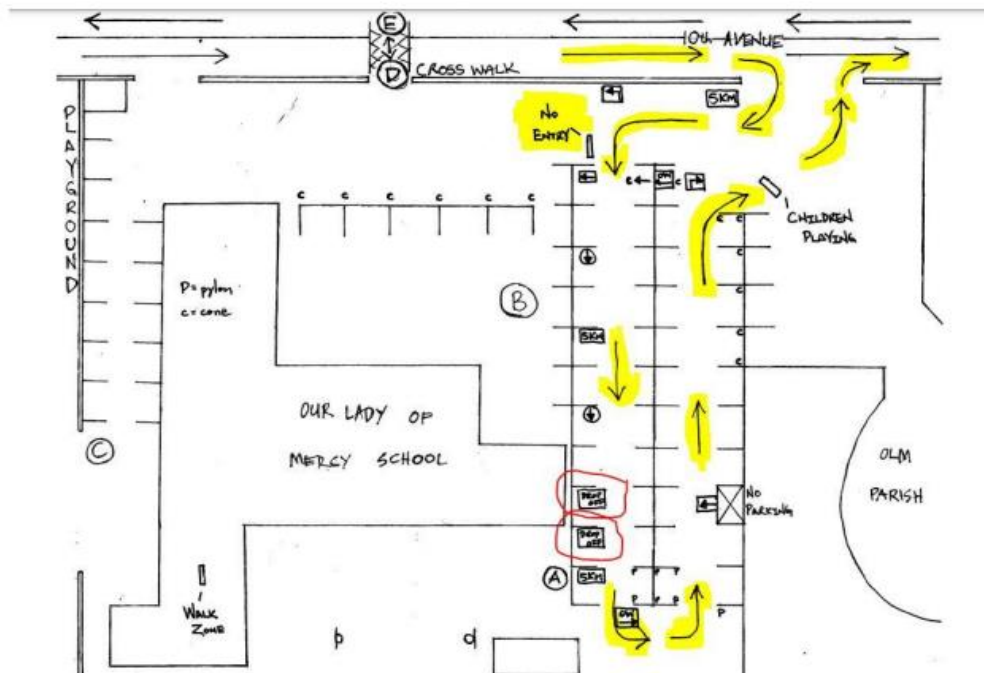 E
10th AVENUE
D
CROSS WALK
5KM
NO
ENTRY
PLAYGROUND
C
C
C
C
C
C
C
C
C
C
CHILDREN
PLAYING
P=pylon
C=cone
B
C
5KM
C
C
OUR LADY OF
MERCY SCHOOL
C
OLM
PARISH
DROP
OFF
NO
PARKING
DROP
OFF
A
5KM
P
P
P
P
P
P
P
WALK
ZONE